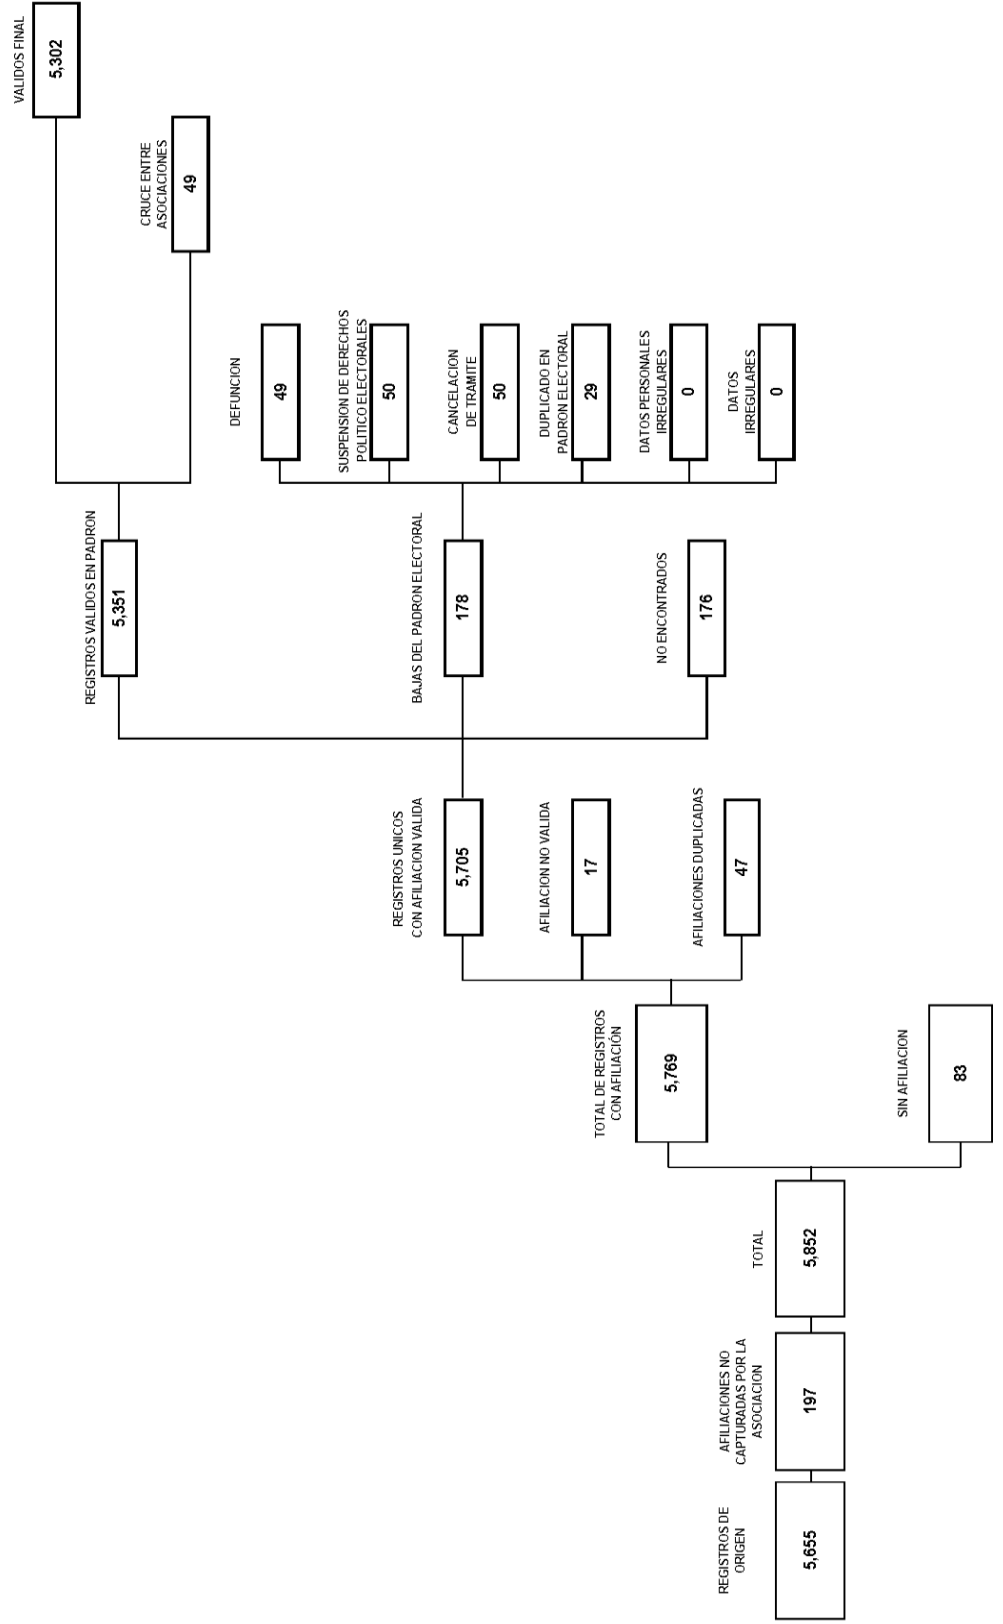 REGISTROS DE
ORIGEN
5,655
AFILIACIONES NO
CAPTURADAS POR LA
ASOCIACION
197
TOTAL
5,852
TOTAL DE REGISTROS
CON AFILIACIÓN
5,769
SIN AFILIACION
83
REGISTROS UNICOS
CON AFILIACION VALIDA
5,705
AFILIACION NO VALIDA
17
AFILIACIONES DUPLICADAS
47
REGISTROS VALIDOS EN PADRON
5,351
BAJAS DEL PADRON ELECTORAL
178
NO ENCONTRADOS
176
DEFUNCION
49
SUSPENSION DE DERECHOS
POLITICO ELECTORALES
50
CANCELACION
DE TRAMITE
50
DUPLICADO EN
PADRON ELECTORAL
29
DATOS PERSONALES
IRREGULARES
0
DATOS
IRREGULARES
0
CRUCE ENTRE
ASOCIACIONES
49
VALIDOS FINAL
5,302